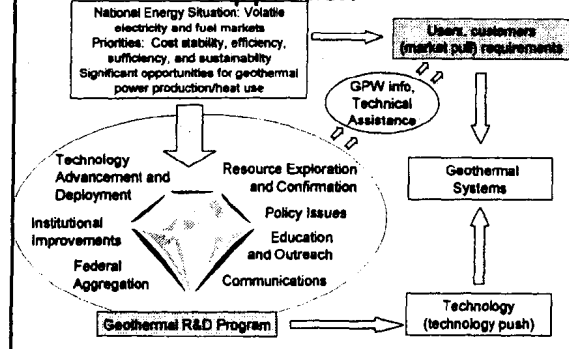 National Energy Situation: Volatile
electricity and fuel markets
Priorities: Cost stability, efficiency,
sufficiency, and sustainability
Significant opportunities for geothermal
power production/heat use
Users, customers
(market pull) requirements
GPW info,
Technical
Assistance
Technology
Advancement and
Deployment
Resource Exploration
and Confirmation
Geothermal
Systems
Institutional
Improvements
Policy Issues
Education
and Outreach
Federal
Aggregation
Communications
Geothermal R&D Program
Technology
(technology push)